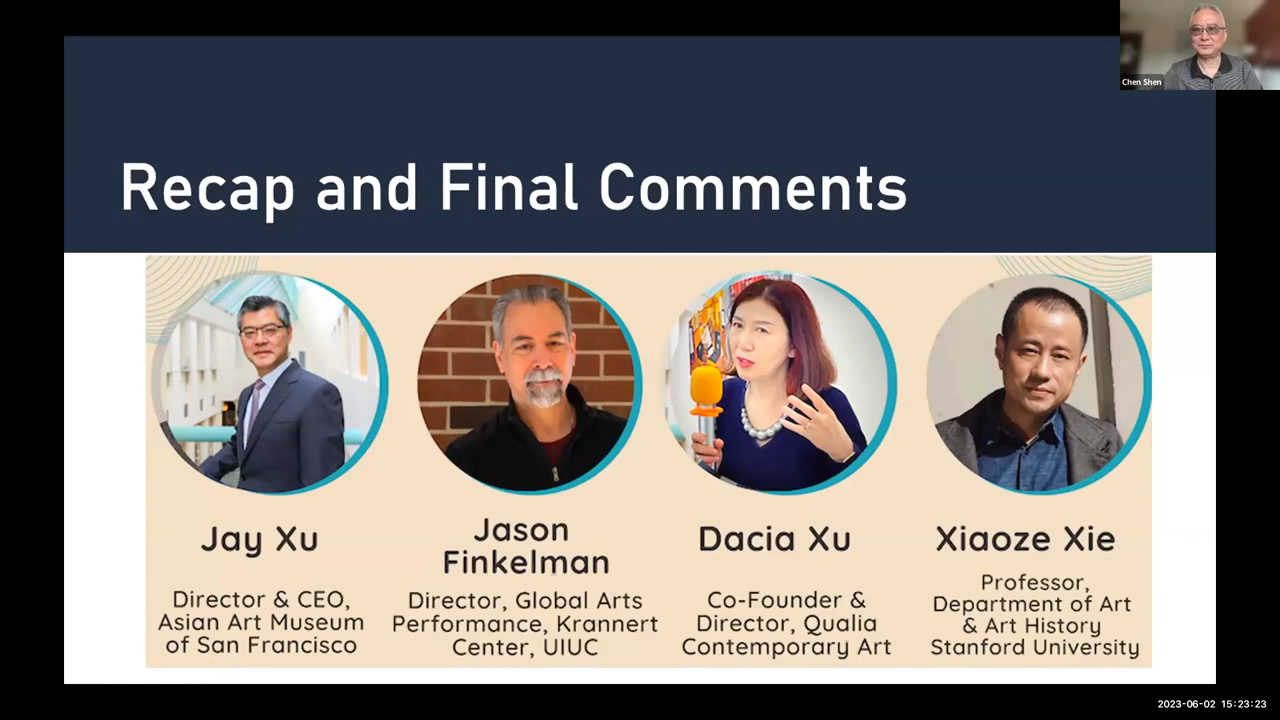 Chen Shen
Recap and Final Comments
Jay Xu
Director & CEO,
Asian Art Museum
of San Francisco
Jason
Finkelman
Director, Global Arts
Performance, Krannert
Center, UIUC
Dacia Xu
Co-Founder &
Director, Qualia
Contemporary Art
Xiaoze Xie
Professor,
Department of Art
& Art History
Stanford University
2023-06-02 15:23:23